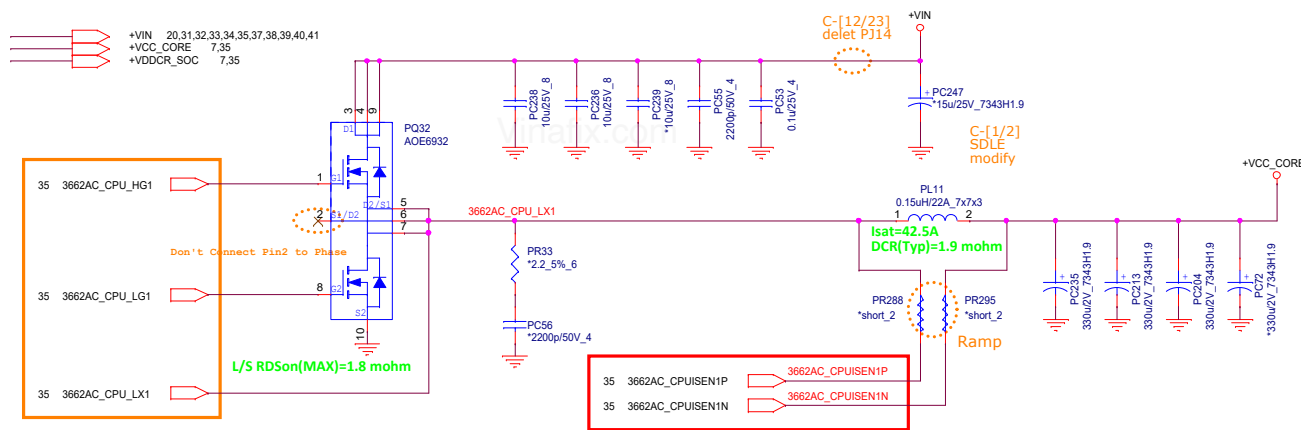 +VIN 20,31,32,33,34,35,37,38,39,40,41
+VCC_CORE 7,35
+VDDCR_SOC 7,35
C-[12/23]
delet PJ14
+VIN
PC238
10u/25V_8
PC236
10u/25V_8
PC239
*10u/25V_8
PC55
2200p/50V_4
PC53
0.1u/25V_4
+
PC247
*15u/25V_7343H1.9
C-[1/2]
SDLE
modify
Vinafix.com
3
4
9
D1
PQ32
AOE6932
35 3662AC_CPU_HG1
1
G1
D2/S1
5
2
S1/D2
6
7
Don't Connect Pin2 to Phase
35 3662AC_CPU_LG1
8
G2
S2
10
L/S RDSon(MAX)=1.8 mohm
35 3662AC_CPU_LX1
3662AC_CPU_LX1
PR33
*2.2_5%_6
PC56
*2200p/50V_4
PL11
0.15uH/22A_7x7x3
1
2
Isat=42.5A
DCR(Typ)=1.9 mohm
+VCC_CORE
PR288
*short_2
PR295
*short_2
Ramp
+
PC235
330u/2V_7343H1.9
+
PC213
330u/2V_7343H1.9
+
PC204
330u/2V_7343H1.9
+
PC72
*330u/2V_7343H1.9
35 3662AC_CPUISEN1P
3662AC_CPUISEN1P
35 3662AC_CPUISEN1N
3662AC_CPUISEN1N